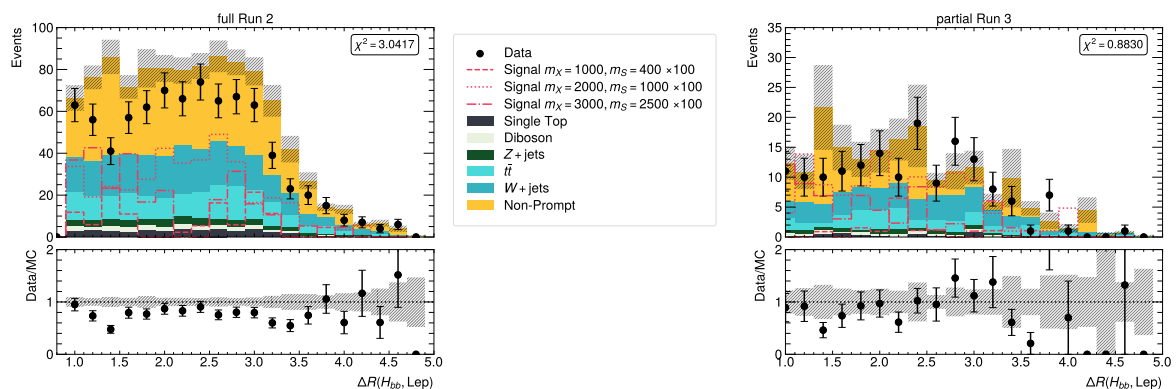 full Run 2
Events
100
80
60
40
20
0
χ² = 3.0417
Data/MC
2
1
0
1.0 1.5 2.0 2.5 3.0 3.5 4.0 4.5 5.0
ΔR(H_bb, Lep)
Data
Signal m_X = 1000, m_S = 400 ×100
Signal m_X = 2000, m_S = 1000 ×100
Signal m_X = 3000, m_S = 2500 ×100
Single Top
Diboson
Z + jets
tt̄
W + jets
Non-Prompt
partial Run 3
Events
35
30
25
20
15
10
5
0
χ² = 0.8830
Data/MC
2
1
0
1.0 1.5 2.0 2.5 3.0 3.5 4.0 4.5 5.0
ΔR(H_bb, Lep)